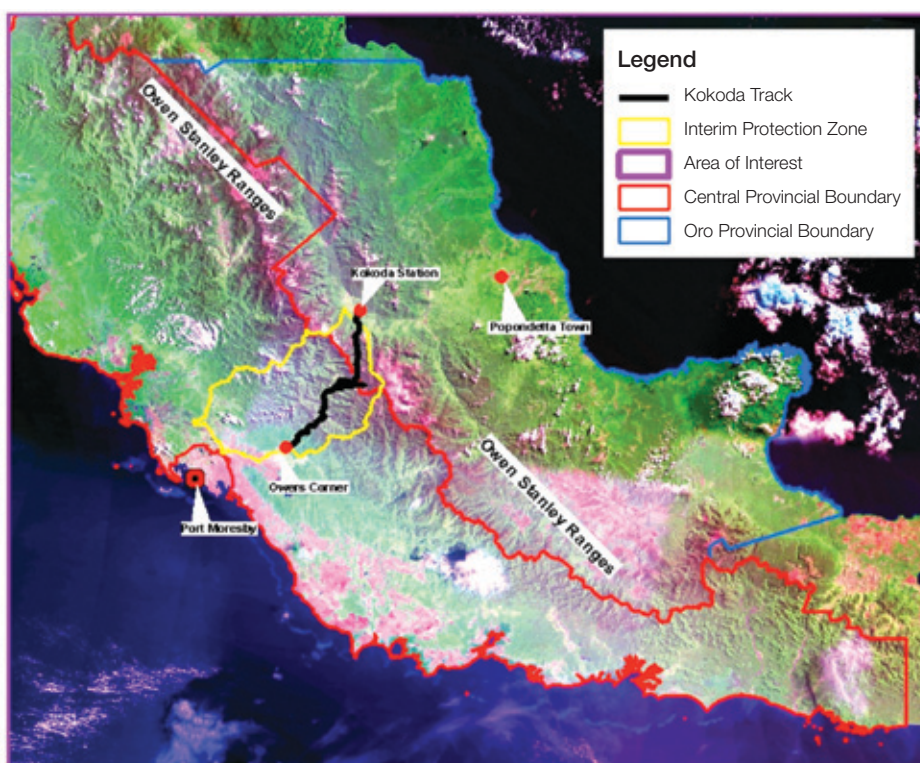 Legend
Kokoda Track
Interim Protection Zone
Area of Interest
Central Provincial Boundary
Oro Provincial Boundary
Owen Stanley Ranges
Kokoda Station
Popondetta Town
Owers Corner
Port Moresby
Owen Stanley Ranges